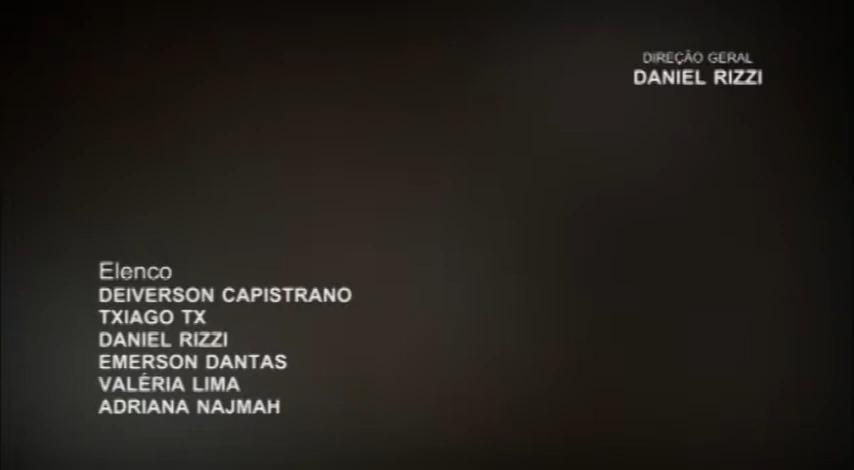 DIREÇÃO GERAL
DANIEL RIZZI
Elenco
DEIVERSON CAPISTRANO
TXIAGO TX
DANIEL RIZZI
EMERSON DANTAS
VALÉRIA LIMA
ADRIANA NAJMAH